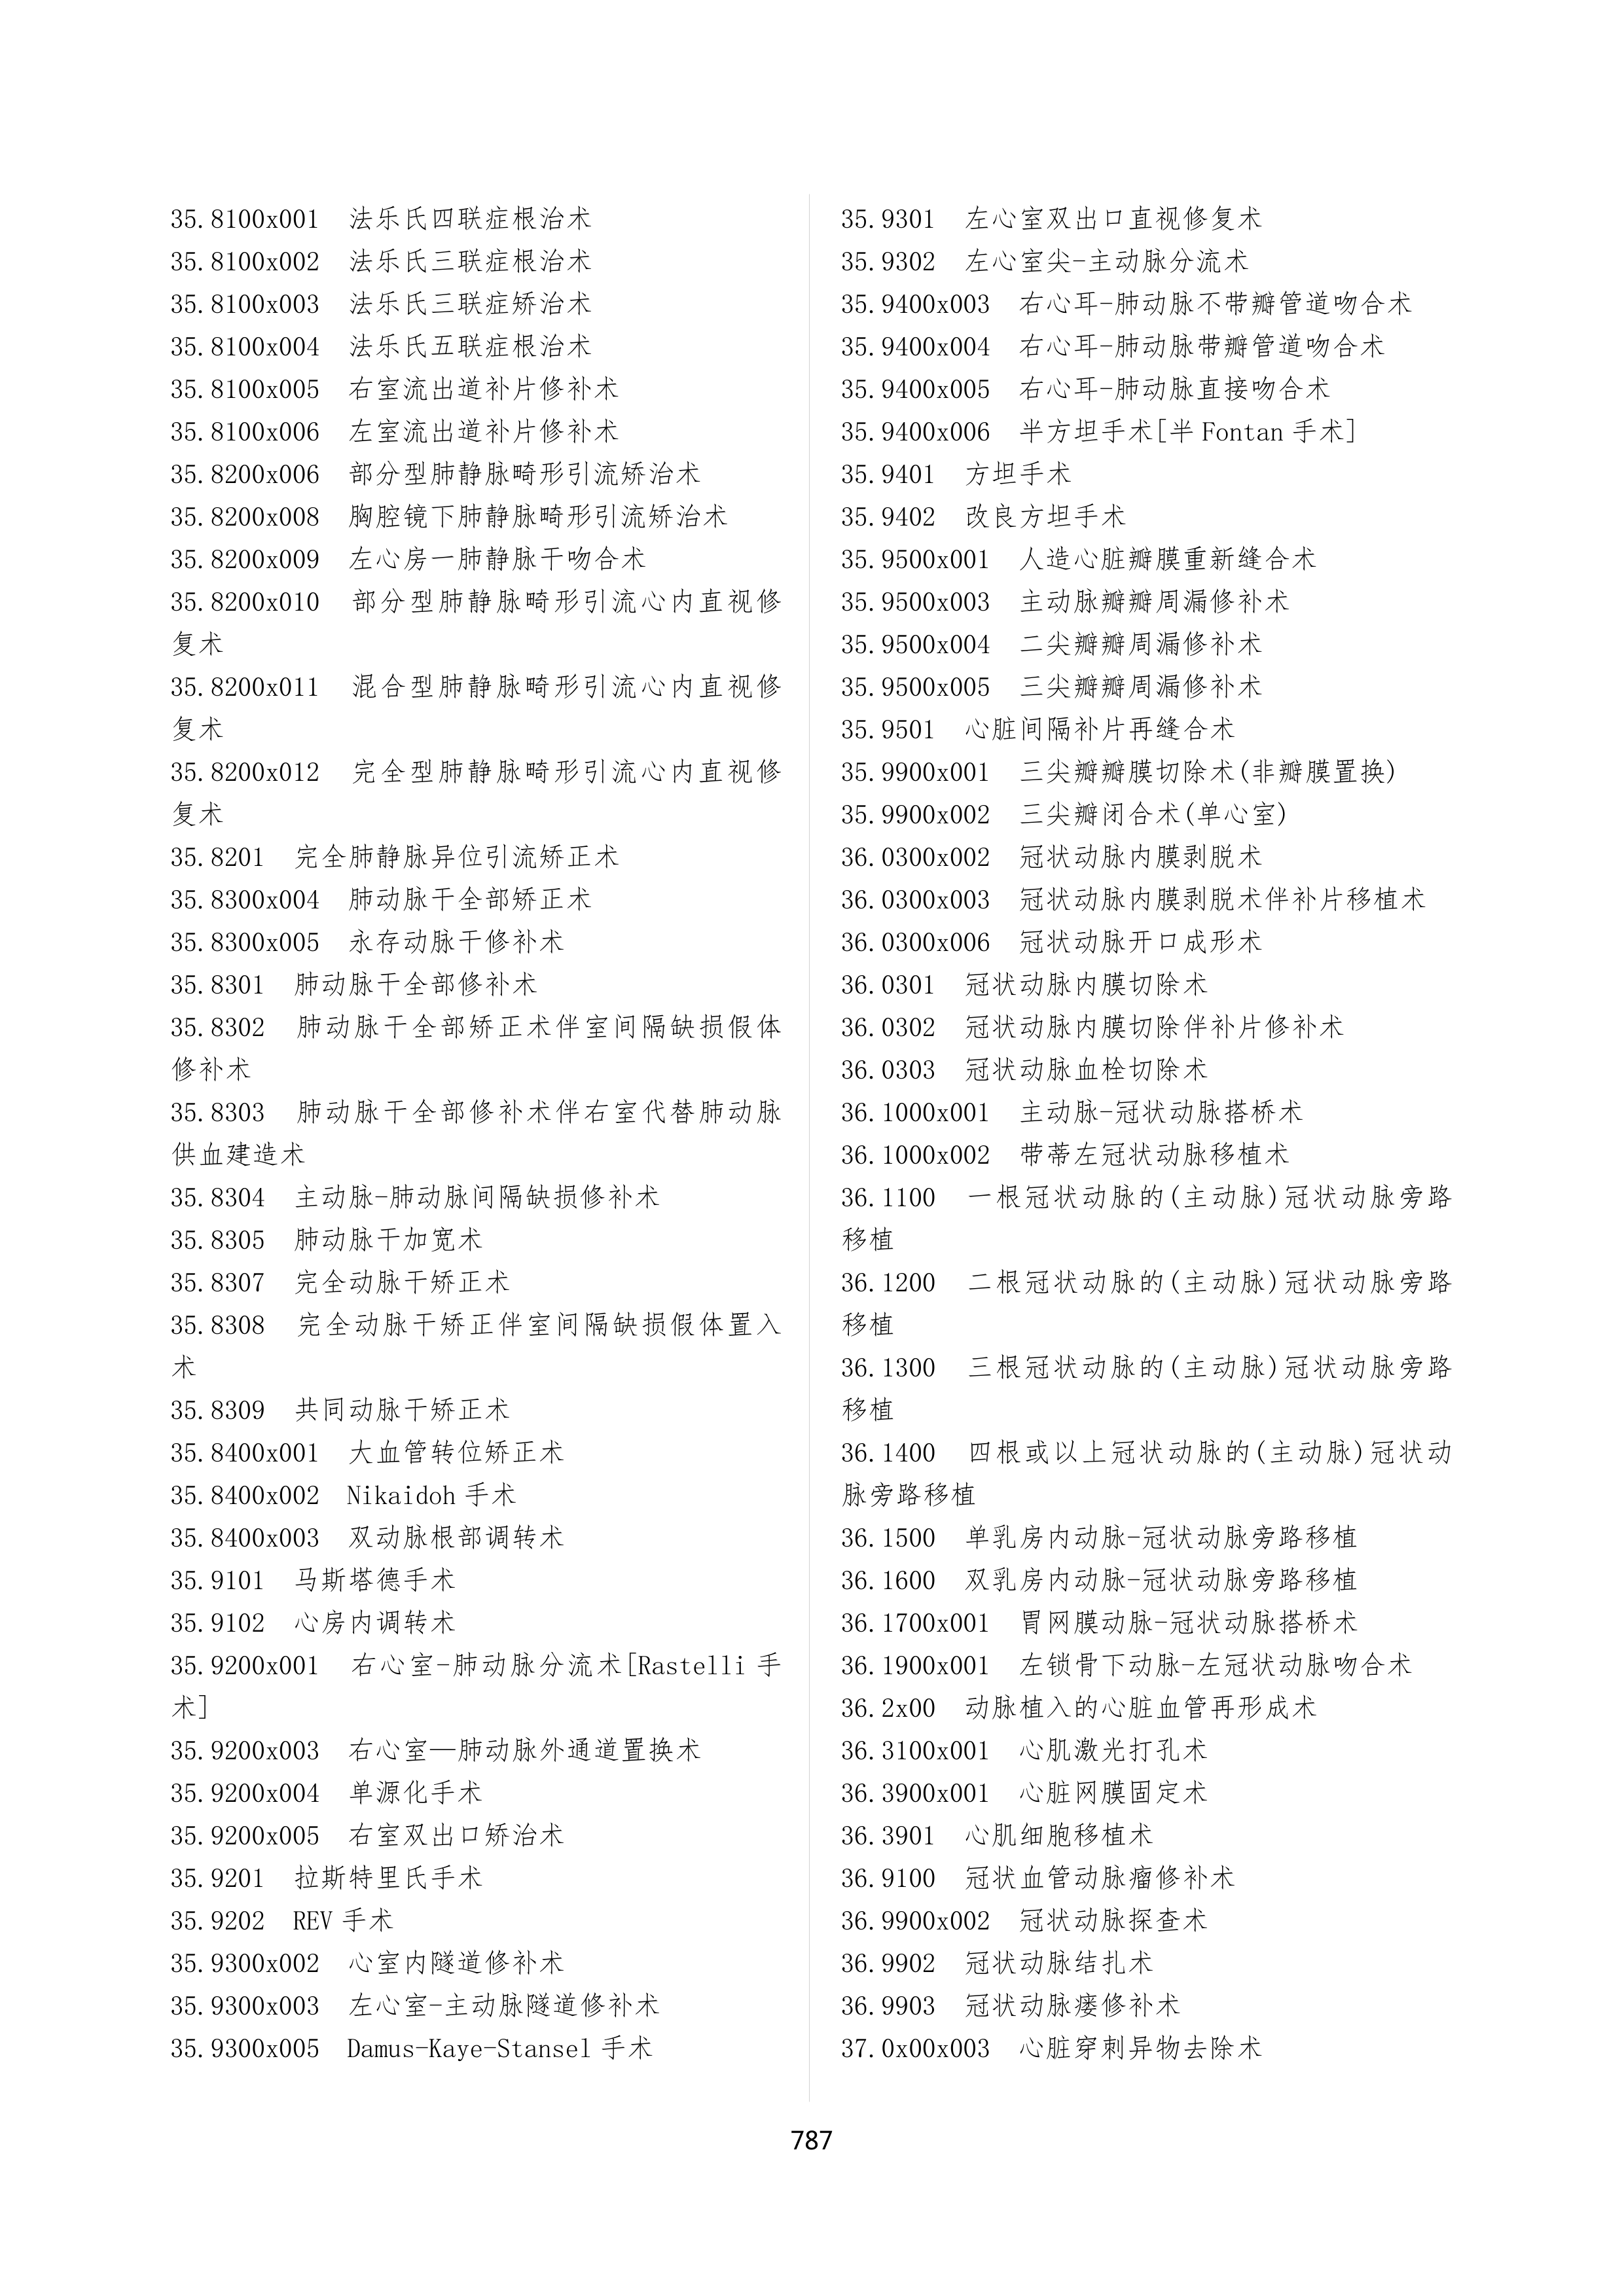 35.8100x001 法乐氏四联症根治术
35.8100x002 法乐氏三联症根治术
35.8100x003 法乐氏三联症矫治术
35.8100x004 法乐氏五联症根治术
35.8100x005 右室流出道补片修补术
35.8100x006 左室流出道补片修补术
35.8200x006 部分型肺静脉畸形引流矫治术
35.8200x008 胸腔镜下肺静脉畸形引流矫治术
35.8200x009 左心房一肺静脉干吻合术
35.8200x010 部分型肺静脉畸形引流心内直视修
复术
35.8200x011 混合型肺静脉畸形引流心内直视修
复术
35.8200x012 完全型肺静脉畸形引流心内直视修
复术
35.8201 完全肺静脉异位引流矫正术
35.8300x004 肺动脉干全部矫正术
35.8300x005 永存动脉干修补术
35.8301 肺动脉干全部修补术
35.8302 肺动脉干全部矫正术伴室间隔缺损假体
修补术
35.8303 肺动脉干全部修补术伴右室代替肺动脉
供血建造术
35.8304 主动脉-肺动脉间隔缺损修补术
35.8305 肺动脉干加宽术
35.8307 完全动脉干矫正术
35.8308 完全动脉干矫正伴室间隔缺损假体置入
术
35.8309 共同动脉干矫正术
35.8400x001 大血管转位矫正术
35.8400x002 Nikaidoh 手术
35.8400x003 双动脉根部调转术
35.9101 马斯塔德手术
35.9102 心房内调转术
35.9200x001 右心室-肺动脉分流术[Rastelli 手
术]
35.9200x003 右心室—肺动脉外通道置换术
35.9200x004 单源化手术
35.9200x005 右室双出口矫治术
35.9201 拉斯特里氏手术
35.9202 REV 手术
35.9300x002 心室内隧道修补术
35.9300x003 左心室-主动脉隧道修补术
35.9300x005 Damus-Kaye-Stansel 手术
35.9301 左心室双出口直视修复术
35.9302 左心室尖-主动脉分流术
35.9400x003 右心耳-肺动脉不带瓣管道吻合术
35.9400x004 右心耳-肺动脉带瓣管道吻合术
35.9400x005 右心耳-肺动脉直接吻合术
35.9400x006 半方坦手术[半 Fontan 手术]
35.9401 方坦手术
35.9402 改良方坦手术
35.9500x001 人造心脏瓣膜重新缝合术
35.9500x003 主动脉瓣瓣周漏修补术
35.9500x004 二尖瓣瓣周漏修补术
35.9500x005 三尖瓣瓣周漏修补术
35.9501 心脏间隔补片再缝合术
35.9900x001 三尖瓣瓣膜切除术(非瓣膜置换)
35.9900x002 三尖瓣闭合术(单心室)
36.0300x002 冠状动脉内膜剥脱术
36.0300x003 冠状动脉内膜剥脱术伴补片移植术
36.0300x006 冠状动脉开口成形术
36.0301 冠状动脉内膜切除术
36.0302 冠状动脉内膜切除伴补片修补术
36.0303 冠状动脉血栓切除术
36.1000x001 主动脉-冠状动脉搭桥术
36.1000x002 带蒂左冠状动脉移植术
36.1100 一根冠状动脉的(主动脉)冠状动脉旁路
移植
36.1200 二根冠状动脉的(主动脉)冠状动脉旁路
移植
36.1300 三根冠状动脉的(主动脉)冠状动脉旁路
移植
36.1400 四根或以上冠状动脉的(主动脉)冠状动
脉旁路移植
36.1500 单乳房内动脉-冠状动脉旁路移植
36.1600 双乳房内动脉-冠状动脉旁路移植
36.1700x001 胃网膜动脉-冠状动脉搭桥术
36.1900x001 左锁骨下动脉-左冠状动脉吻合术
36.2x00 动脉植入的心脏血管再形成术
36.3100x001 心肌激光打孔术
36.3900x001 心脏网膜固定术
36.3901 心肌细胞移植术
36.9100 冠状血管动脉瘤修补术
36.9900x002 冠状动脉探查术
36.9902 冠状动脉结扎术
36.9903 冠状动脉瘘修补术
37.0x00x003 心脏穿刺异物去除术
787